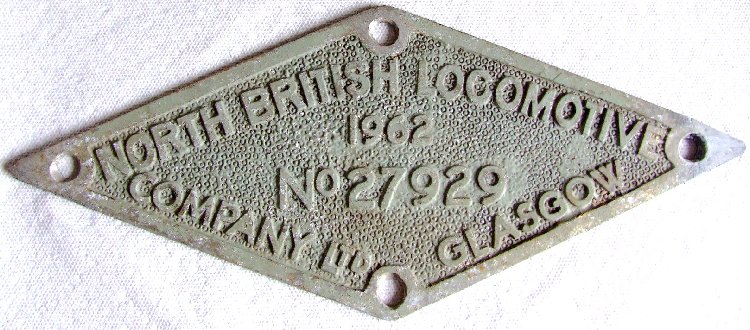 NORTH BRITISH LOCOMOTIVE
1962
No 27929
COMPANY LTD
GLASGOW